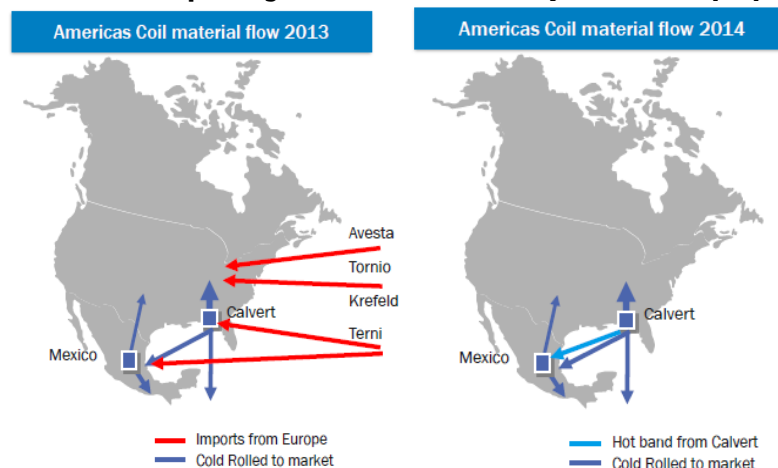 Americas Coil material flow 2013
Avesta
Tornio
Krefeld
Calvert
Terni
Mexico
Imports from Europe
Cold Rolled to market
Americas Coil material flow 2014
Calvert
Mexico
Hot band from Calvert
Cold Rolled to market